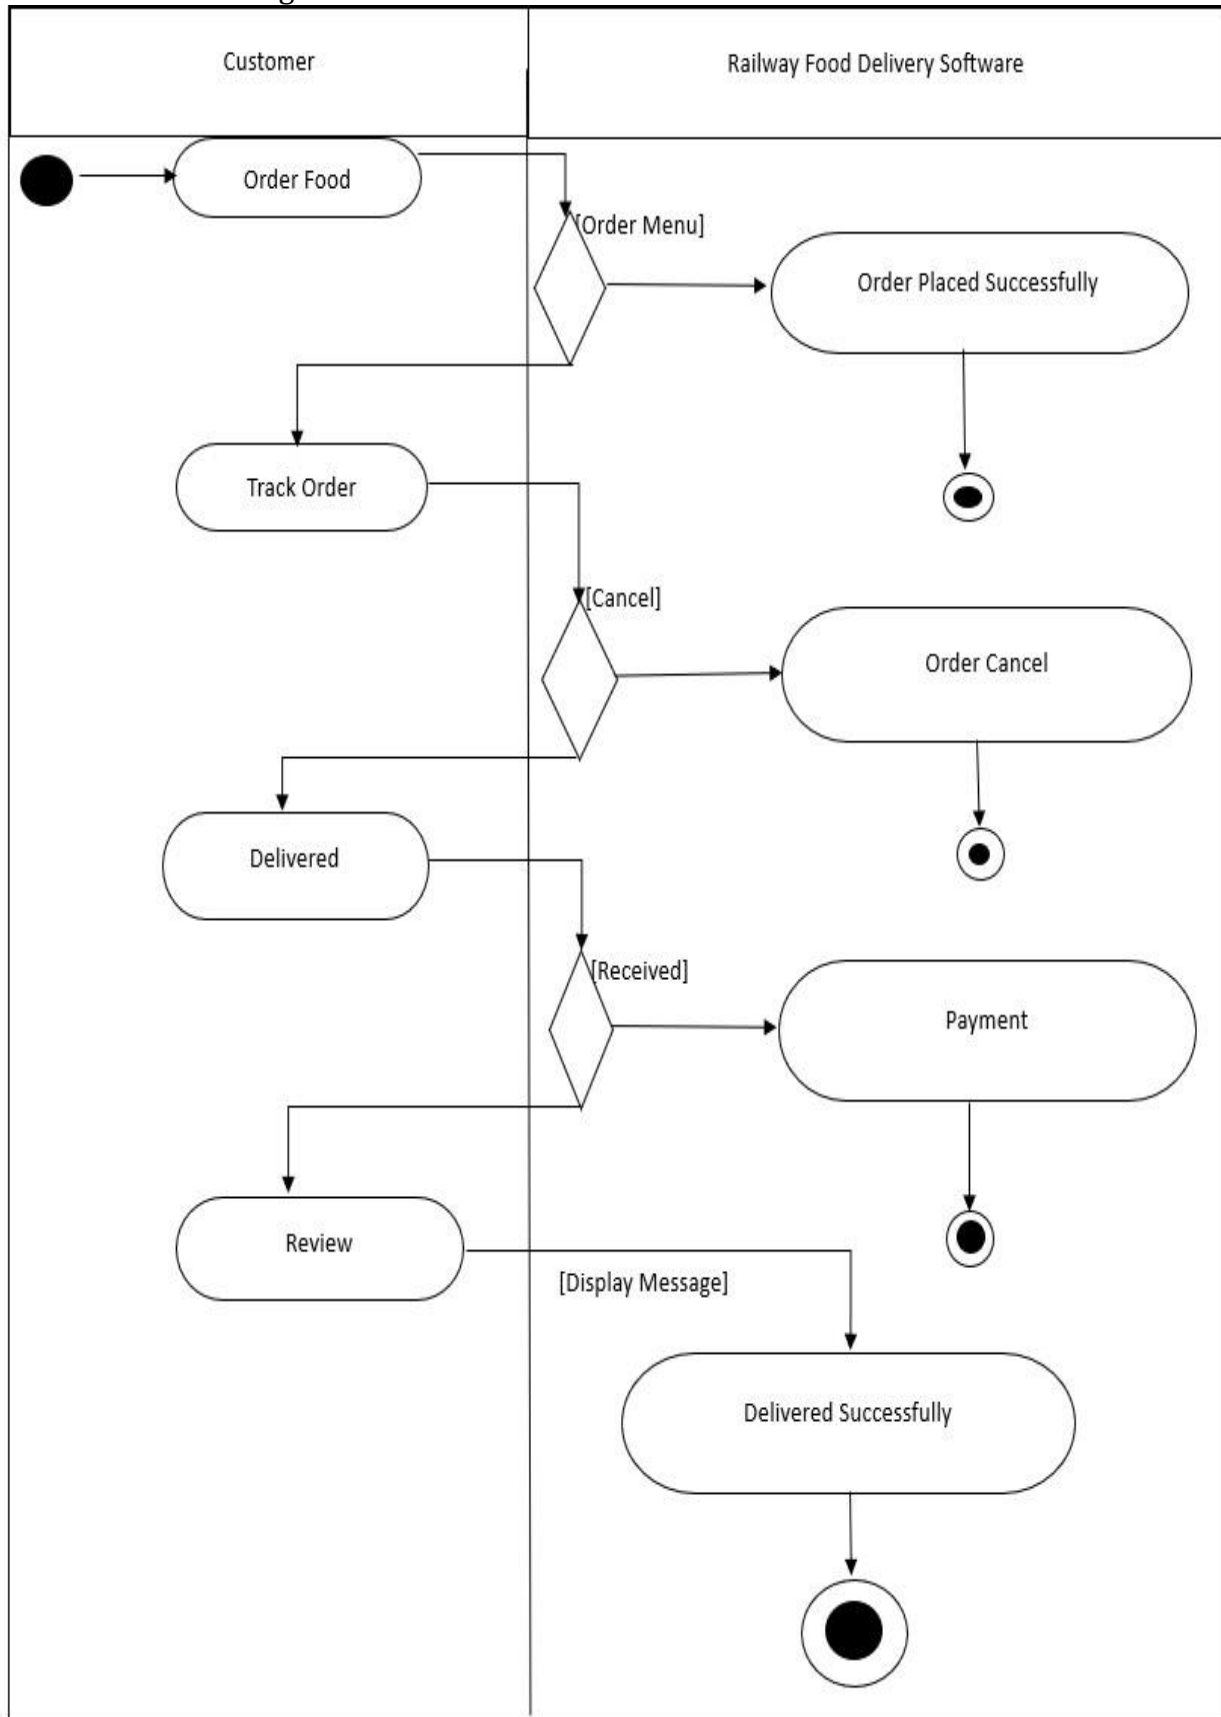 Customer
Railway Food Delivery Software
Order Food
[Order Menu]
Order Placed Successfully
Track Order
[Cancel]
Order Cancel
Delivered
[Received]
Payment
Review
[Display Message]
Delivered Successfully